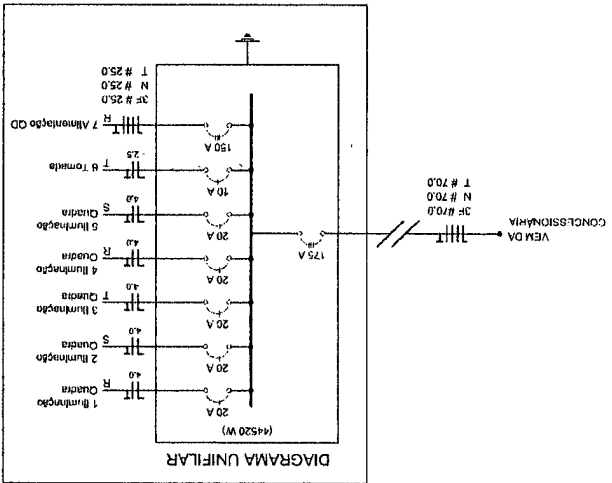 DIAGRAMA UNIFILAR
(44520 W)
VEM DA
CONCESSIONÁRIA
3F #70.0
N # 70.0
T # 70.0
175 A
20 A
4.0
R
1 Iluminação
Quadra
20 A
4.0
S
2 Iluminação
Quadra
20 A
4.0
T
3 Iluminação
Quadra
20 A
4.0
R
4 Iluminação
Quadra
20 A
4.0
S
5 Iluminação
Quadra
10 A
2.5
T
6 Tomada
150 A
R
7 Alimentação QD
3F # 25.0
N # 25.0
T # 25.0